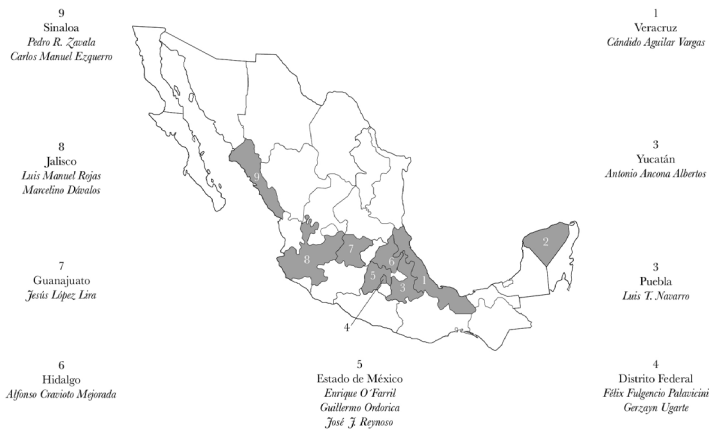 9
Sinaloa
Pedro R. Zavala
Carlos Manuel Ezquerro
1
Veracruz
Cándido Aguilar Vargas
8
Jalisco
Luis Manuel Rojas
Marcelino Dávalos
3
Yucatán
Antonio Ancona Albertos
7
Guanajuato
Jesús López Lira
3
Puebla
Luis T. Navarro
6
Hidalgo
Alfonso Cravioto Mejorada
5
Estado de México
Enrique O'Farril
Guillermo Ordorica
José J. Reynoso
4
Distrito Federal
Félix Fulgencio Palavicini
Gerzayn Ugarte
9
8
7
6
5
3
1
2
4